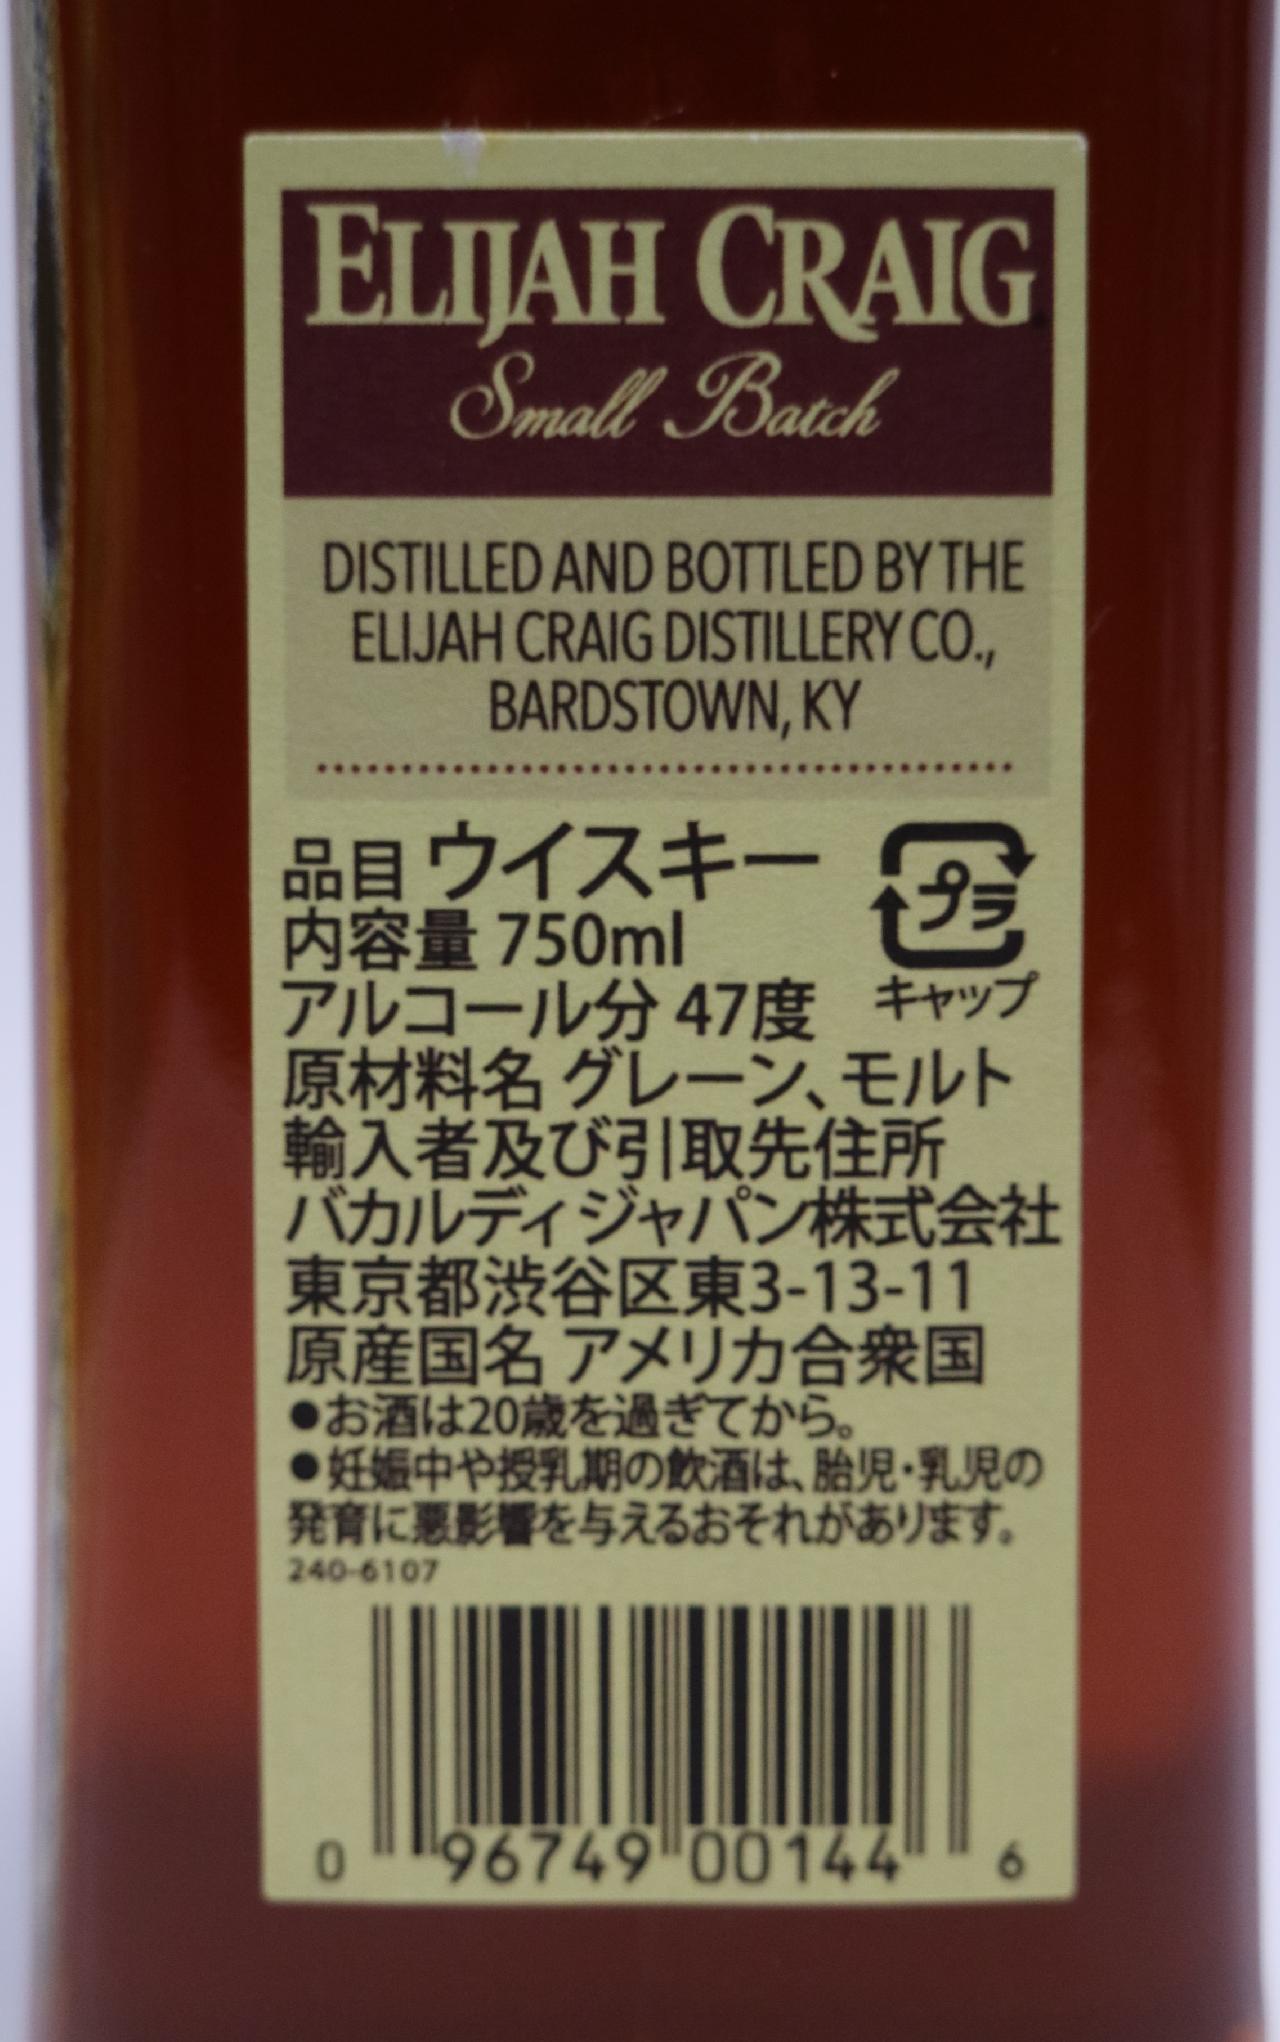 ELIJAH CRAIG
Small Batch
DISTILLED AND BOTTLED BY THE
ELIJAH CRAIG DISTILLERY CO.,
BARDSTOWN, KY
品目 ウイスキー
プラ
内容量 750ml
アルコール分 47度
キャップ
原材料名 グレーン、モルト
輸入者及び引取先住所
バカルディジャパン株式会社
東京都渋谷区東3-13-11
原産国名 アメリカ合衆国
●お酒は20歳を過ぎてから。
●妊娠中や授乳期の飲酒は、胎児・乳児の
発育に悪影響を与えるおそれがあります。
240-6107
0 96749 00144 6